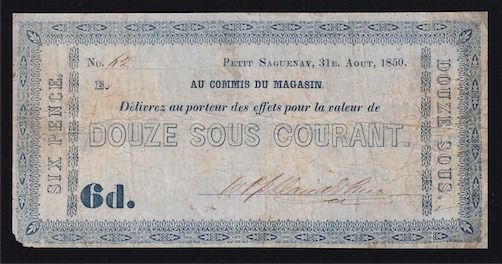 SIX PENCE.
No. 62 PETIT SAGUENAY, 31E. AOUT, 1850.
AU COMMIS DU MAGASIN.
Délivrez au porteur des effets pour la valeur de
DOUZE SOUS COURANT.
6d.
DOUZE SOUS.